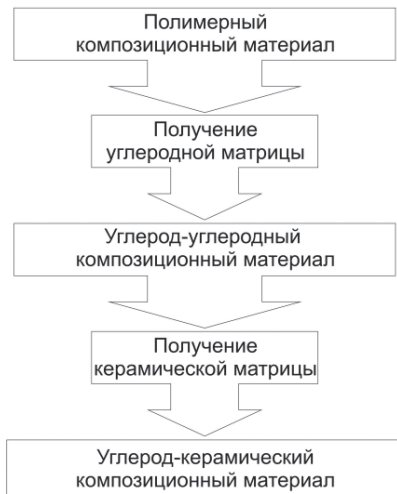 Полимерный
композиционный материал
Получение
углеродной матрицы
Углерод-углеродный
композиционный материал
Получение
керамической матрицы
Углерод-керамический
композиционный материал